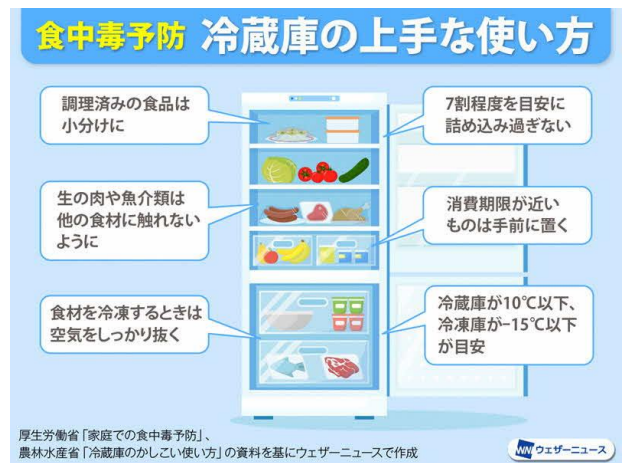 食中毒予防 冷蔵庫の上手な使い方
調理済みの食品は
小分けに
7割程度を目安に
詰め込み過ぎない
生の肉や魚介類は
他の食材に触れない
ように
消費期限が近い
ものは手前に置く
食材を冷凍するときは
空気をしっかり抜く
冷蔵庫が10℃以下、
冷凍庫が-15℃以下
が目安
厚生労働省「家庭での食中毒予防」、
農林水産省「冷蔵庫のかしこい使い方」の資料を基にウェザーニュースで作成
WN ウェザーニュース